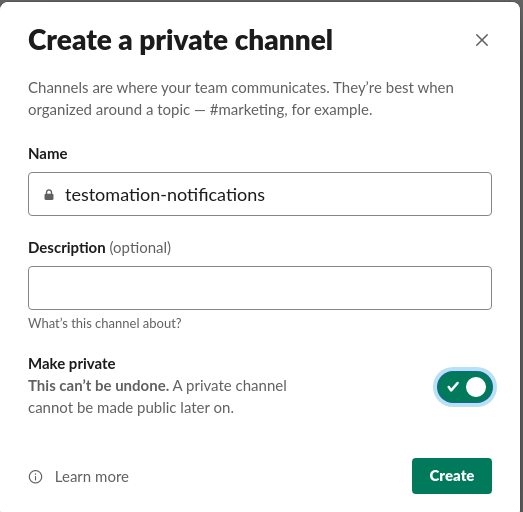 Create a private channel
Channels are where your team communicates. They’re best when
organized around a topic — #marketing, for example.
Name
testomation-notifications
Description (optional)
What’s this channel about?
Make private
This can’t be undone. A private channel
cannot be made public later on.
Learn more
Create